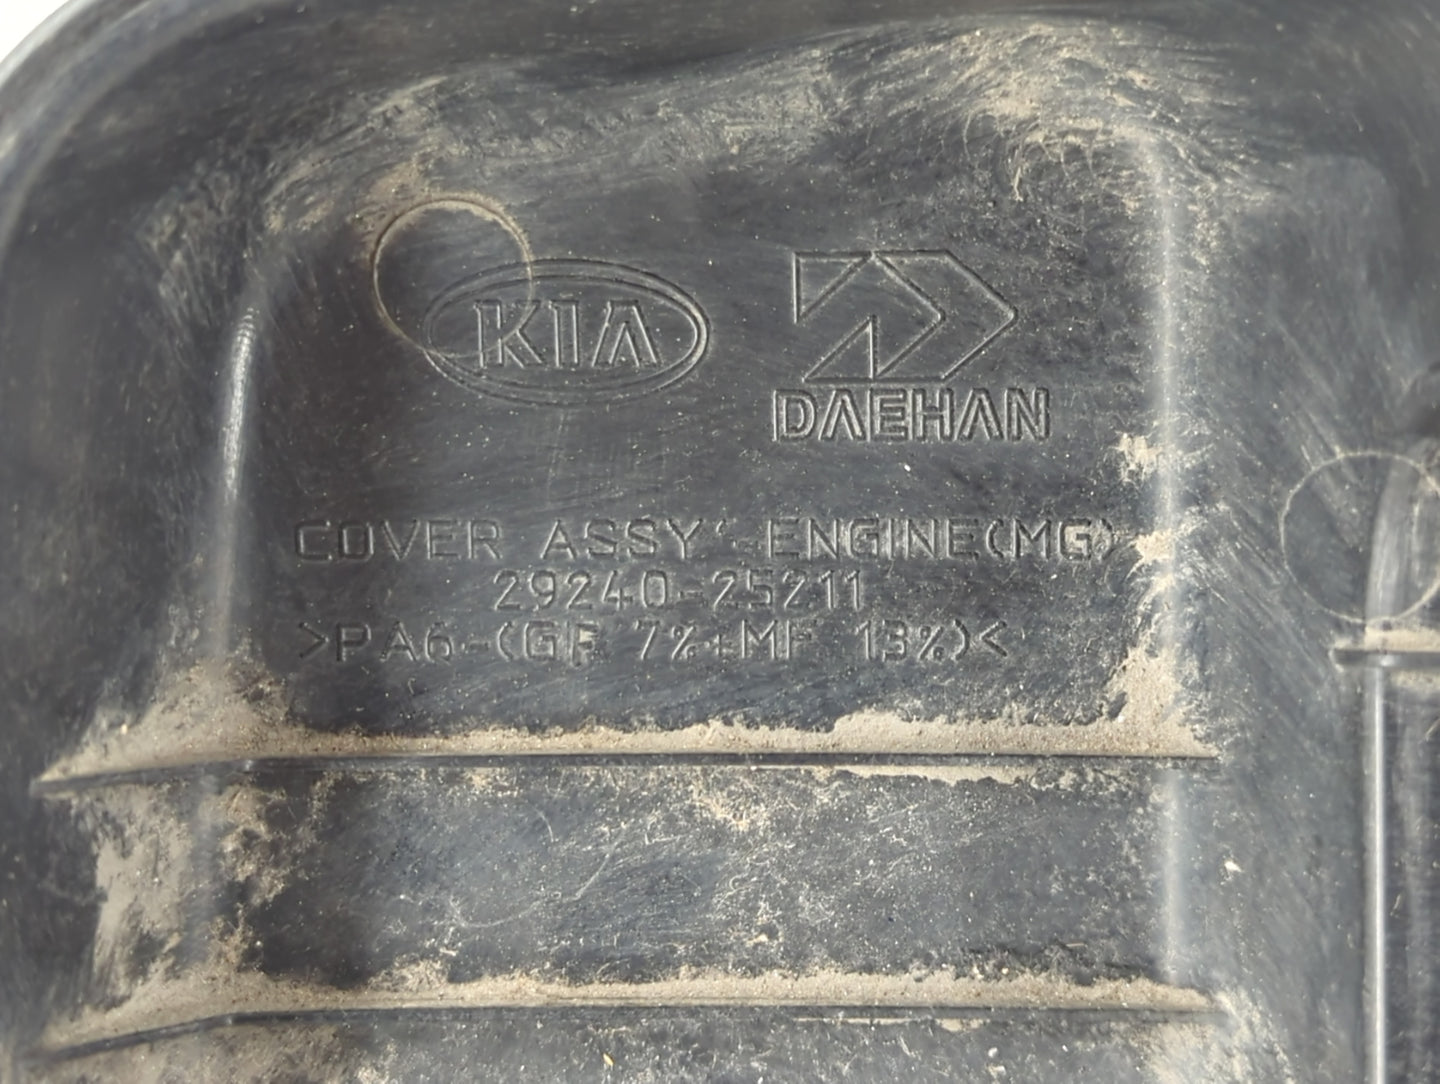 KIA
DAEHAN
COVER ASSY'-ENGINE(MG)
29240-25211
>PA6-(GF 7%+MF 13%)<